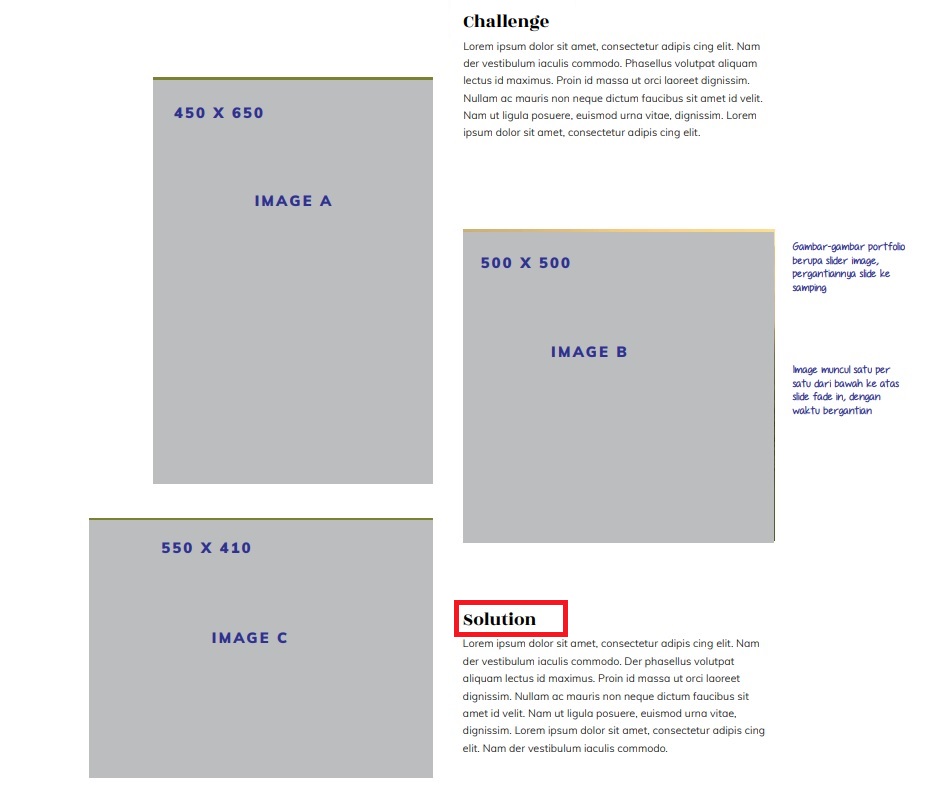 Challenge
Lorem ipsum dolor sit amet, consectetur adipis cing elit. Nam
der vestibulum iaculis commodo. Phasellus volutpat aliquam
lectus id maximus. Proin id massa ut orci laoreet dignissim.
Nullam ac mauris non neque dictum faucibus sit amet id velit.
Nam ut ligula posuere, euismod urna vitae, dignissim. Lorem
ipsum dolor sit amet, consectetur adipis cing elit.
450 X 650
IMAGE A
500 X 500
IMAGE B
Gambar-gambar portfolio
berupa slider image,
pergantiannya slide ke
samping
Image muncul satu per
satu dari bawah ke atas
slide fade in, dengan
waktu bergantian
550 X 410
IMAGE C
Solution
Lorem ipsum dolor sit amet, consectetur adipis cing elit. Nam
der vestibulum iaculis commodo. Der phasellus volutpat
aliquam lectus id maximus. Proin id massa ut orci laoreet
dignissim. Nullam ac mauris non neque dictum faucibus sit
amet id velit. Nam ut ligula posuere, euismod urna vitae,
dignissim. Lorem ipsum dolor sit amet, consectetur adipis cing
elit. Nam der vestibulum iaculis commodo.